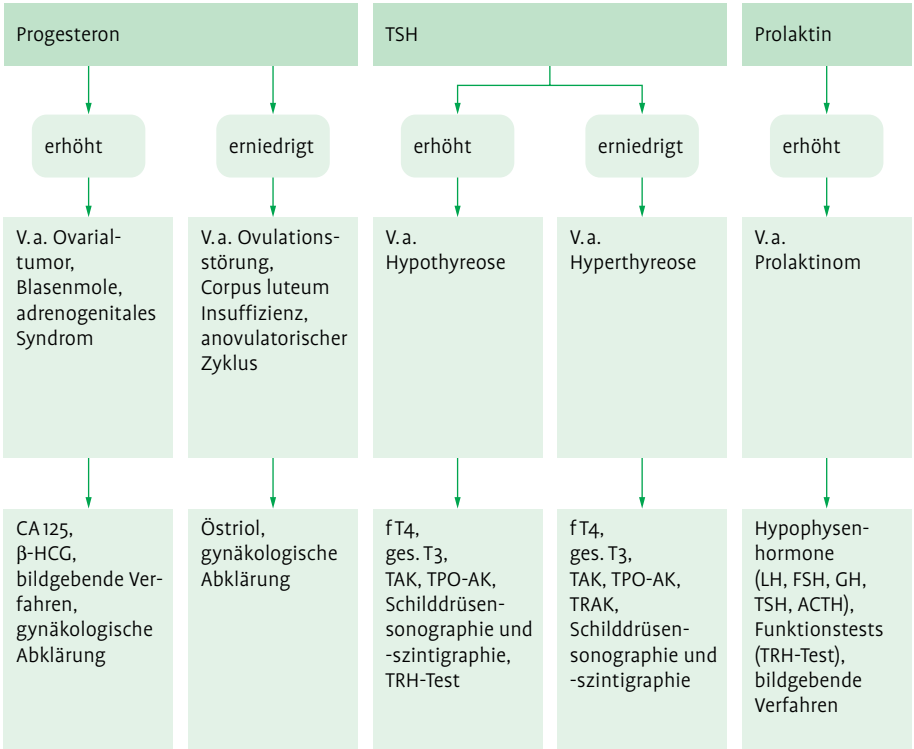 Progesteron
TSH
Prolaktin
erhöht
erniedrigt
erhöht
erniedrigt
erhöht
V. a. Ovarial-
tumor,
Blasenmole,
adrenogenitales
Syndrom
V. a. Ovulations-
störung,
Corpus luteum
Insuffizienz,
anovulatorischer
Zyklus
V. a.
Hypothyreose
V. a.
Hyperthyreose
V. a.
Prolaktinom
CA 125,
β-HCG,
bildgebende Ver-
fahren,
gynäkologische
Abklärung
Östriol,
gynäkologische
Abklärung
fT4,
ges. T3,
TAK, TPO-AK,
Schilddrüsen-
sonographie und
-szintigraphie,
TRH-Test
fT4,
ges. T3,
TAK, TPO-AK,
TRAK,
Schilddrüsen-
sonographie und
-szintigraphie
Hypophysen-
hormone
(LH, FSH, GH,
TSH, ACTH),
Funktionstests
(TRH-Test),
bildgebende
Verfahren